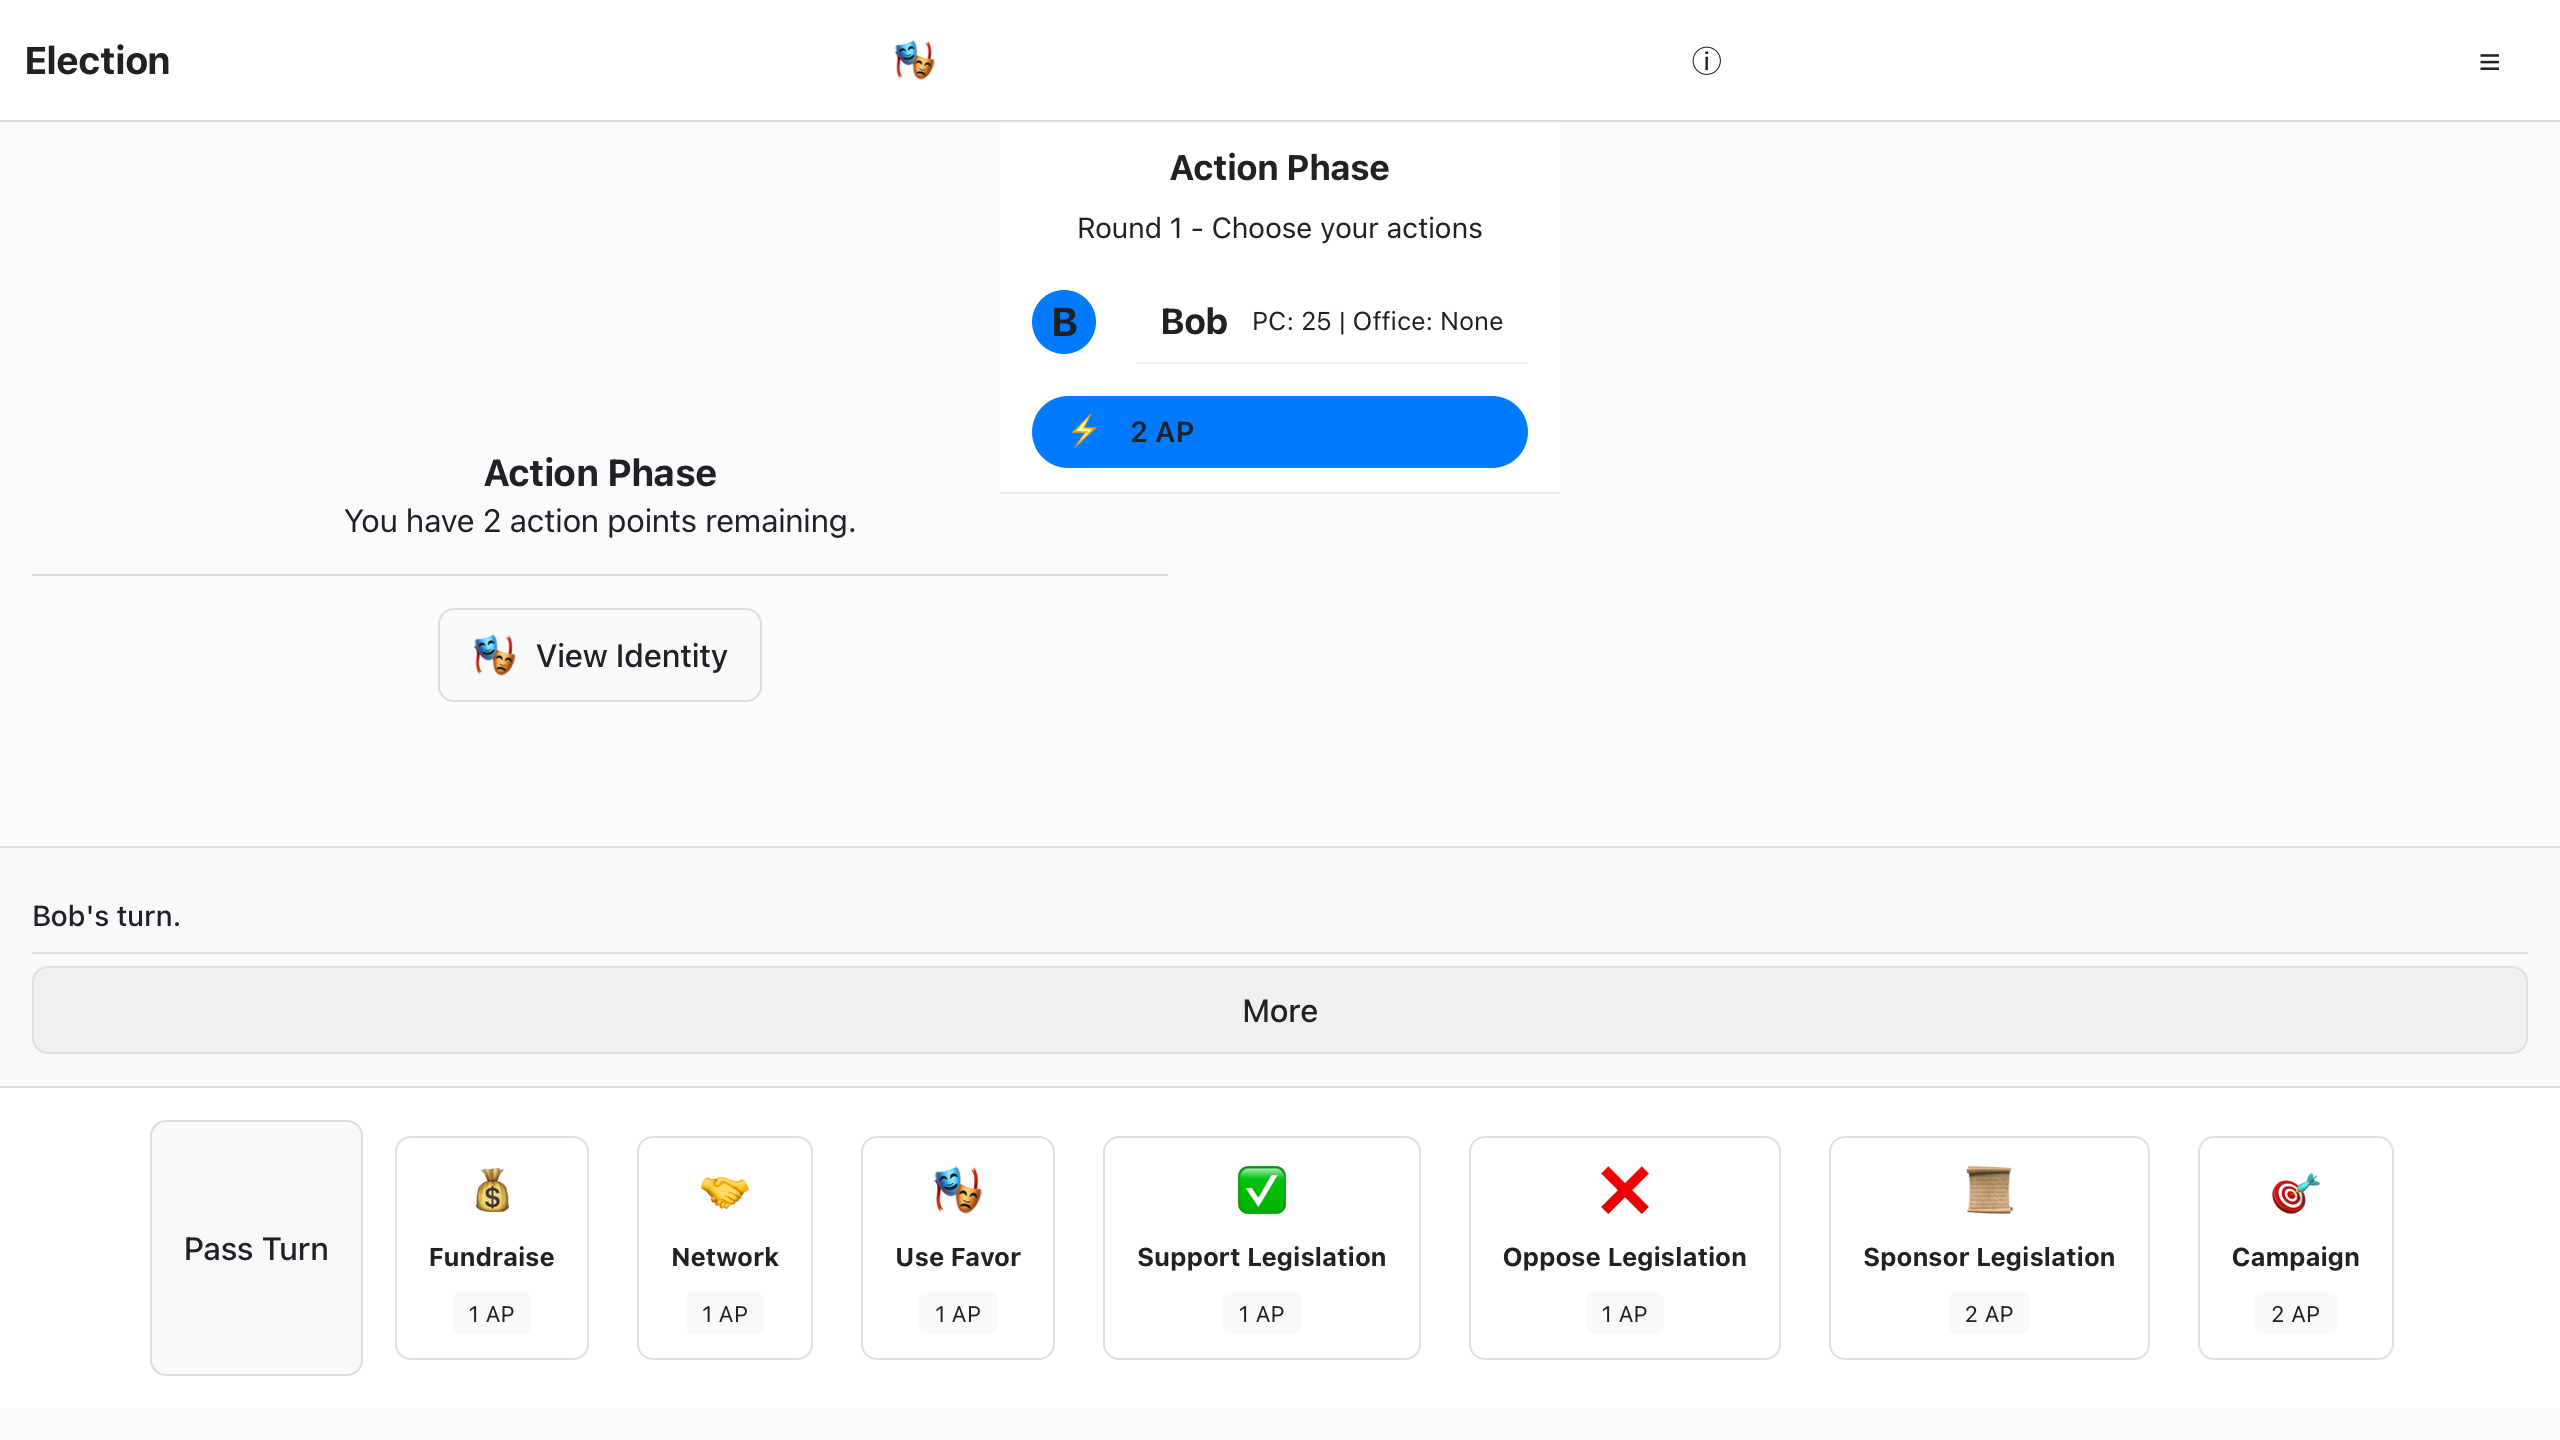 Election
Action Phase
Round 1 - Choose your actions
B
Bob PC: 25 | Office: None
2 AP
Action Phase
You have 2 action points remaining.
View Identity
Bob's turn.
More
Pass Turn
Fundraise
1 AP
Network
1 AP
Use Favor
1 AP
Support Legislation
1 AP
Oppose Legislation
1 AP
Sponsor Legislation
2 AP
Campaign
2 AP